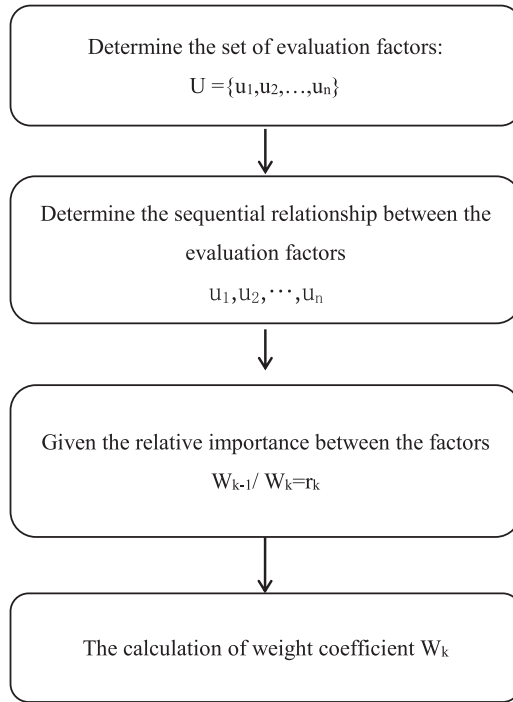 Determine the set of evaluation factors:
U ={u₁,u₂,…,uₙ}
Determine the sequential relationship between the
evaluation factors
u₁,u₂,⋯,uₙ
Given the relative importance between the factors
Wₖ₋₁/ Wₖ=rₖ
The calculation of weight coefficient Wₖ